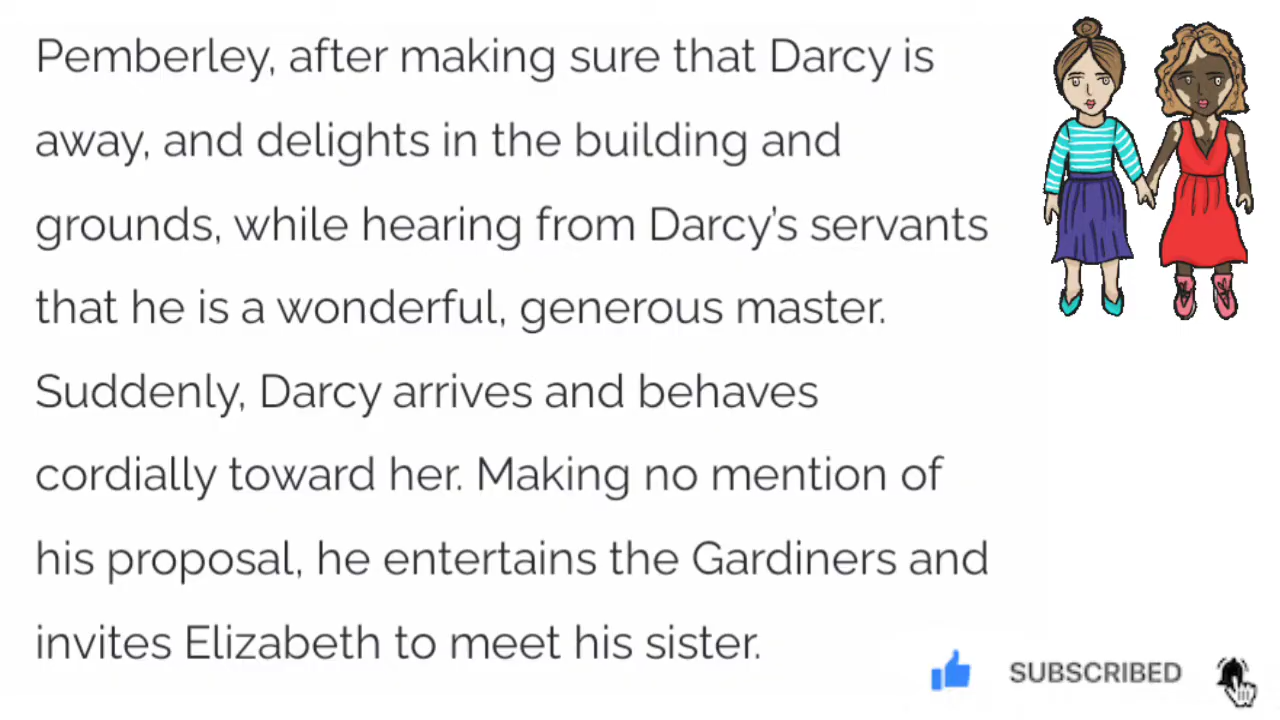 Pemberley, after making sure that Darcy is
away, and delights in the building and
grounds, while hearing from Darcy’s servants
that he is a wonderful, generous master.
Suddenly, Darcy arrives and behaves
cordially toward her. Making no mention of
his proposal, he entertains the Gardiners and
invites Elizabeth to meet his sister.
SUBSCRIBED